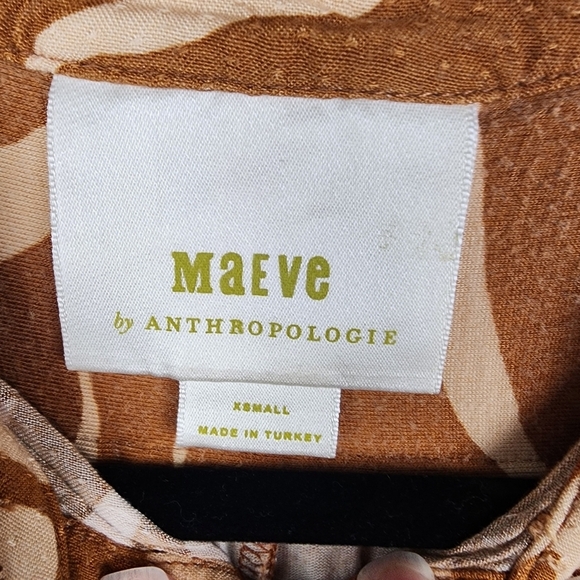 MaEve
by ANTHROPOLOGIE
XSMALL
MADE IN TURKEY